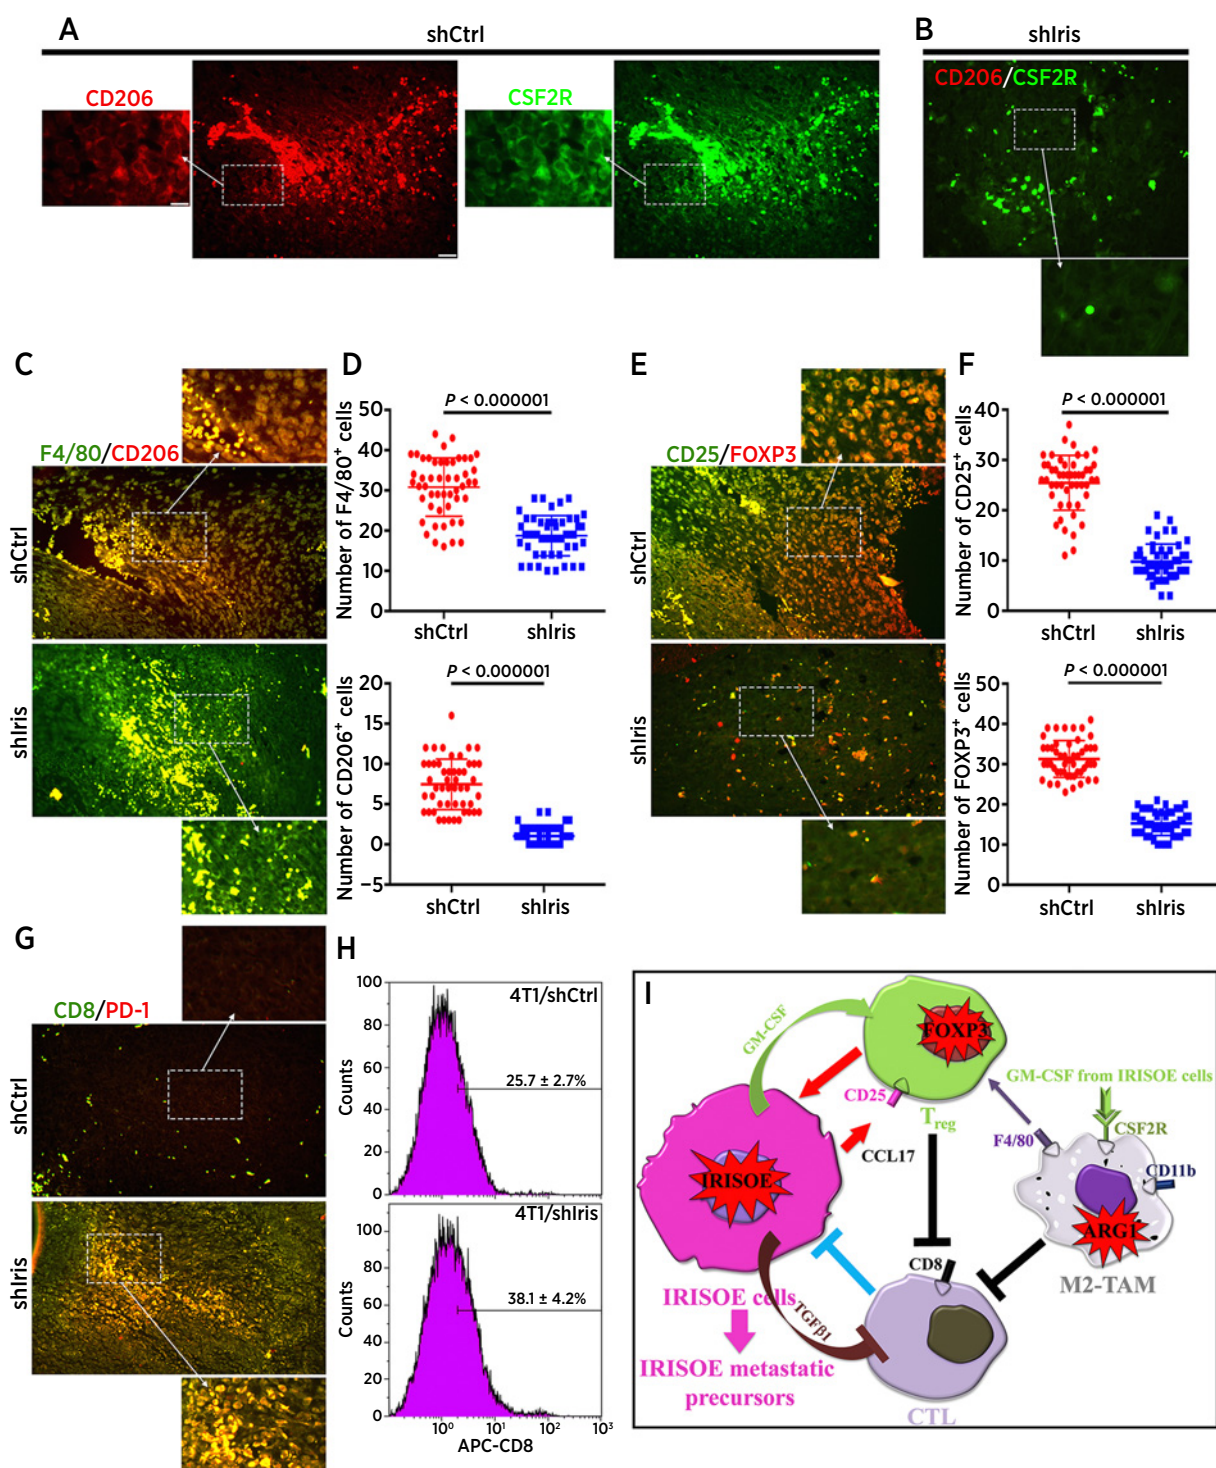 A
shCtrl
B
shIris
CD206
CSF2R
CD206/CSF2R
C
D
E
F
F4/80/CD206
shCtrl
shIris
Number of F4/80⁺ cells
50
40
30
20
10
0
P < 0.000001
shCtrl
shIris
Number of CD206⁺ cells
20
15
10
5
0
−5
P < 0.000001
shCtrl
shIris
CD25/FOXP3
shCtrl
shIris
Number of CD25⁺ cells
40
30
20
10
0
P < 0.000001
shCtrl
shIris
Number of FOXP3⁺ cells
50
40
30
20
10
0
P < 0.000001
shCtrl
shIris
G
H
I
CD8/PD-1
shCtrl
shIris
4T1/shCtrl
Counts
100
80
60
40
20
0
25.7 ± 2.7%
4T1/shIris
Counts
100
80
60
40
20
0
38.1 ± 4.2%
10⁰
10¹
10²
10³
APC-CD8
GM-CSF
FOXP3
CD25
Treg
GM-CSF from IRISOE cells
CSF2R
F4/80
CD11b
CCL17
IRISOE
ARG1
CD8
M2-TAM
IRISOE cells
TGFβ1
IRISOE metastatic
precursors
CTL